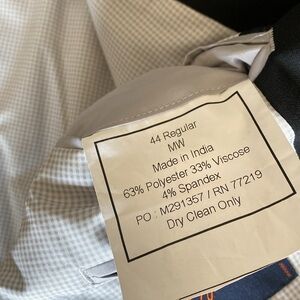 44 Regular
MW
Made in India
63% Polyester 33% Viscose
4% Spandex
PO : M291357 / RN 77219
Dry Clean Only